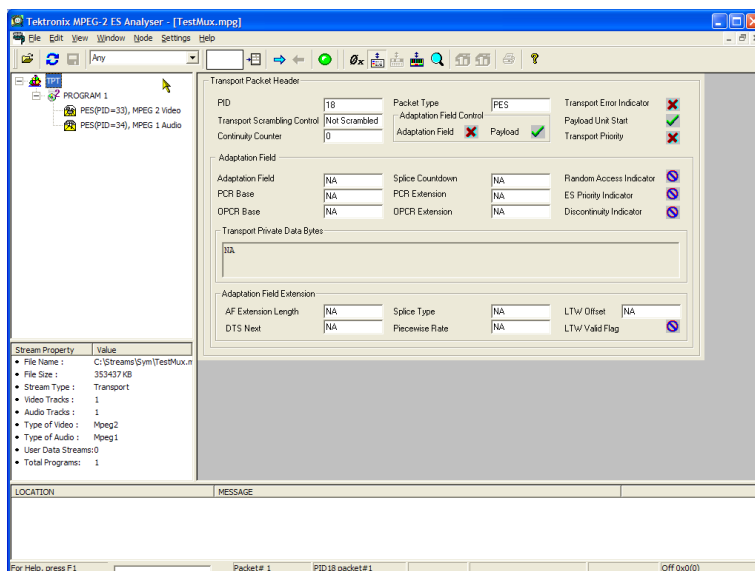 Tektronix MPEG-2 ES Analyser - [TestMux.mpg]
File Edit View Window Node Settings Help
Any
TPT
PROGRAM 1
PES(PID=33), MPEG 2 Video
PES(PID=34), MPEG 1 Audio
Transport Packet Header
PID 18 Packet Type PES Transport Error Indicator
Transport Scrambling Control Not Scrambled Adaptation Field Control Payload Unit Start
Adaptation Field Payload
Continuity Counter 0 Transport Priority
Adaptation Field
Adaptation Field NA Splice Countdown NA Random Access Indicator
PCR Base NA PCR Extension NA ES Priority Indicator
OPCR Base NA OPCR Extension NA Discontinuity Indicator
Transport Private Data Bytes
NA
Adaptation Field Extension
AF Extension Length NA Splice Type NA LTW Offset NA
DTS Next NA Piecewise Rate NA LTW Valid Flag
Stream Property Value
File Name : C:\Streams\Sym\TestMux.m
File Size : 353437 KB
Stream Type : Transport
Video Tracks : 1
Audio Tracks : 1
Type of Video : Mpeg2
Type of Audio : Mpeg1
User Data Streams:0
Total Programs: 1
LOCATION MESSAGE
For Help, press F1 Packet# 1 PID18 packet#1 Off 0x0(0)